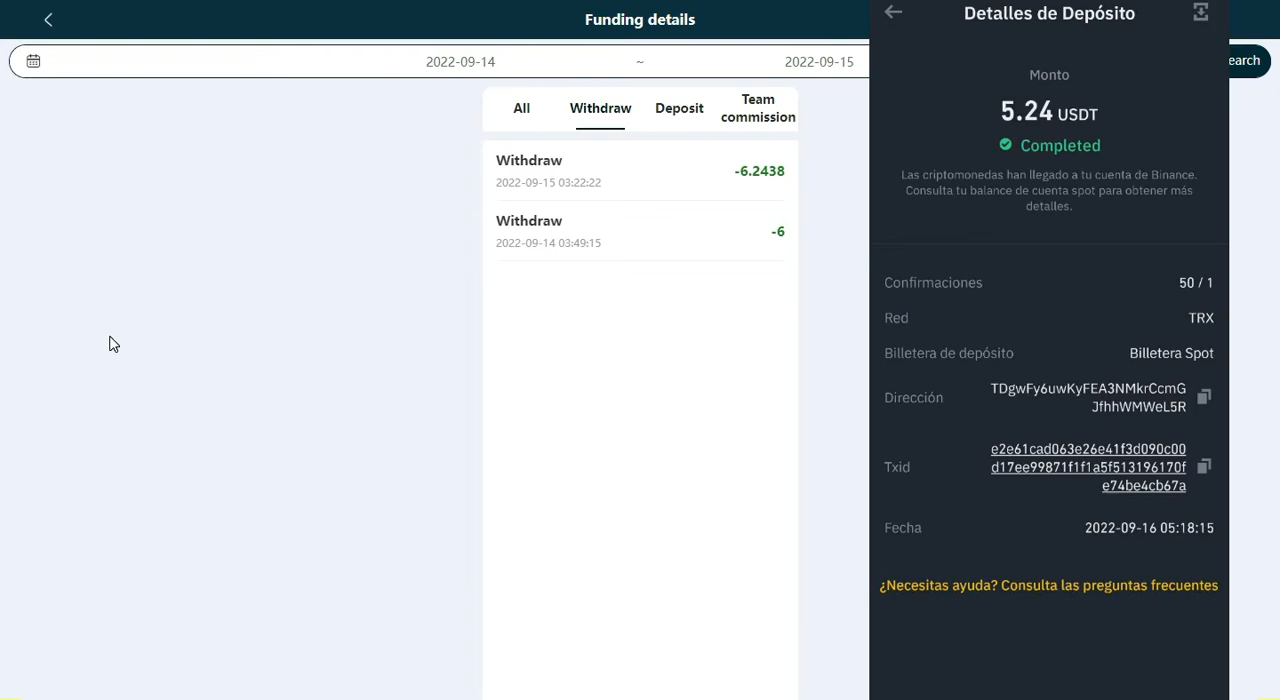 Funding details
2022-09-14 ~ 2022-09-15
earch
All Withdraw Deposit Team commission
Withdraw
-6.2438
2022-09-15 03:22:22
Withdraw
-6
2022-09-14 03:49:15
Detalles de Depósito
Monto
5.24 USDT
Completed
Las criptomonedas han llegado a tu cuenta de Binance.
Consulta tu balance de cuenta spot para obtener más
detalles.
Confirmaciones 50 / 1
Red TRX
Billetera de depósito Billetera Spot
Dirección TDgwFy6uwKyFEA3NMkrCcmG
JfhhWMWeL5R
Txid e2e61cad063e26e41f3d090c00
d17ee99871f1f1a5f513196170f
e74be4cb67a
Fecha 2022-09-16 05:18:15
¿Necesitas ayuda? Consulta las preguntas frecuentes